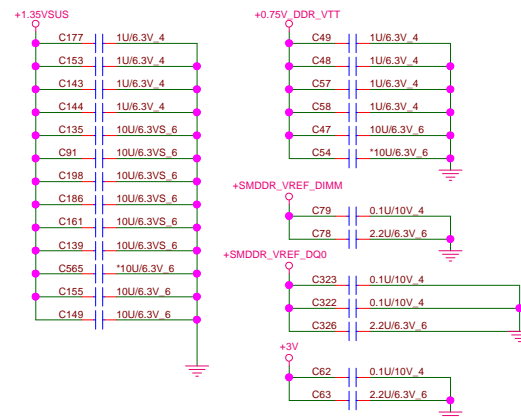 +1.35VSUS
C177 1U/6.3V_4
C153 1U/6.3V_4
C143 1U/6.3V_4
C144 1U/6.3V_4
C135 10U/6.3VS_6
C91 10U/6.3VS_6
C198 10U/6.3VS_6
C186 10U/6.3VS_6
C161 10U/6.3VS_6
C139 10U/6.3VS_6
C565 *10U/6.3V_6
C155 10U/6.3V_6
C149 10U/6.3V_6
+0.75V_DDR_VTT
C49 1U/6.3V_4
C48 1U/6.3V_4
C57 1U/6.3V_4
C58 1U/6.3V_4
C47 10U/6.3V_6
C54 *10U/6.3V_6
+SMDDR_VREF_DIMM
C79 0.1U/10V_4
C78 2.2U/6.3V_6
+SMDDR_VREF_DQ0
C323 0.1U/10V_4
C322 0.1U/10V_4
C326 2.2U/6.3V_6
+3V
C62 0.1U/10V_4
C63 2.2U/6.3V_6